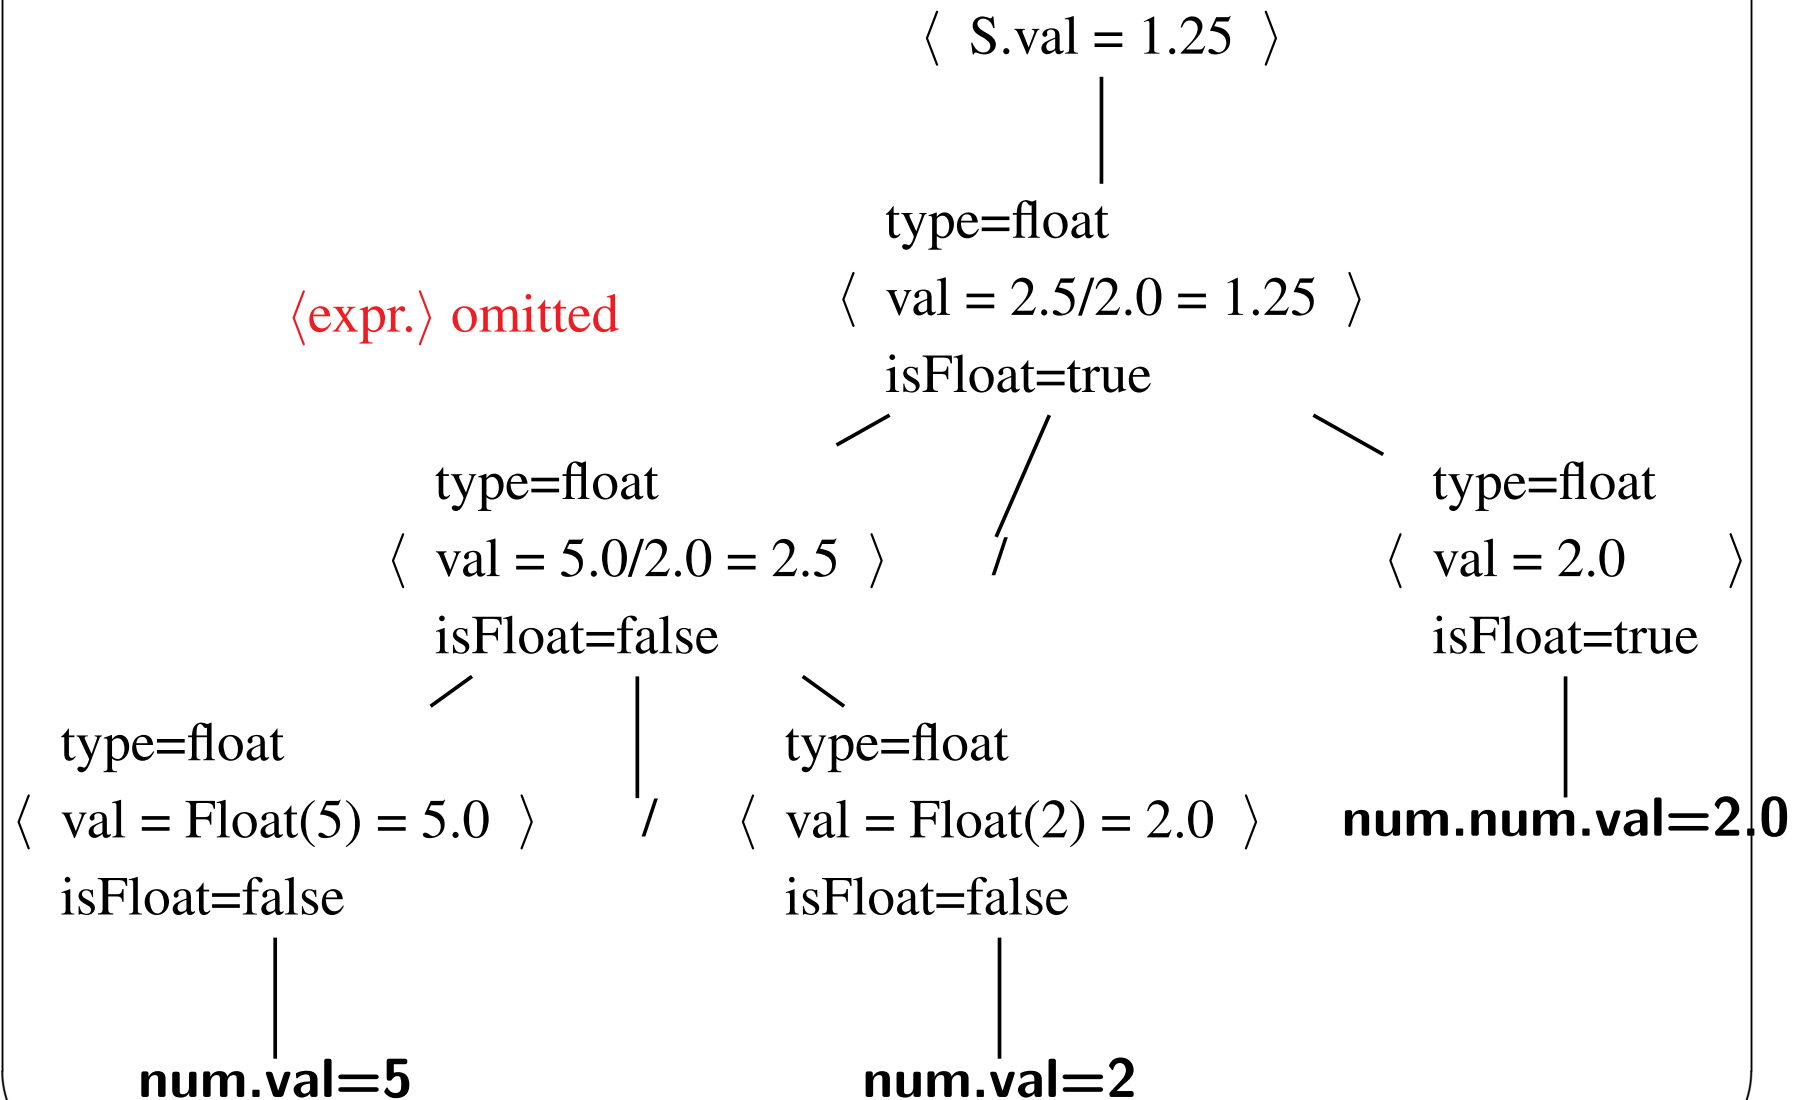 ⟨ S.val = 1.25 ⟩
type=float
⟨expr.⟩ omitted
⟨ val = 2.5/2.0 = 1.25 ⟩
isFloat=true
type=float
⟨ val = 5.0/2.0 = 2.5 ⟩
isFloat=false
/
type=float
⟨ val = 2.0 ⟩
isFloat=true
type=float
⟨ val = Float(5) = 5.0 ⟩
isFloat=false
/
type=float
⟨ val = Float(2) = 2.0 ⟩
isFloat=false
num.num.val=2.0
num.val=5
num.val=2